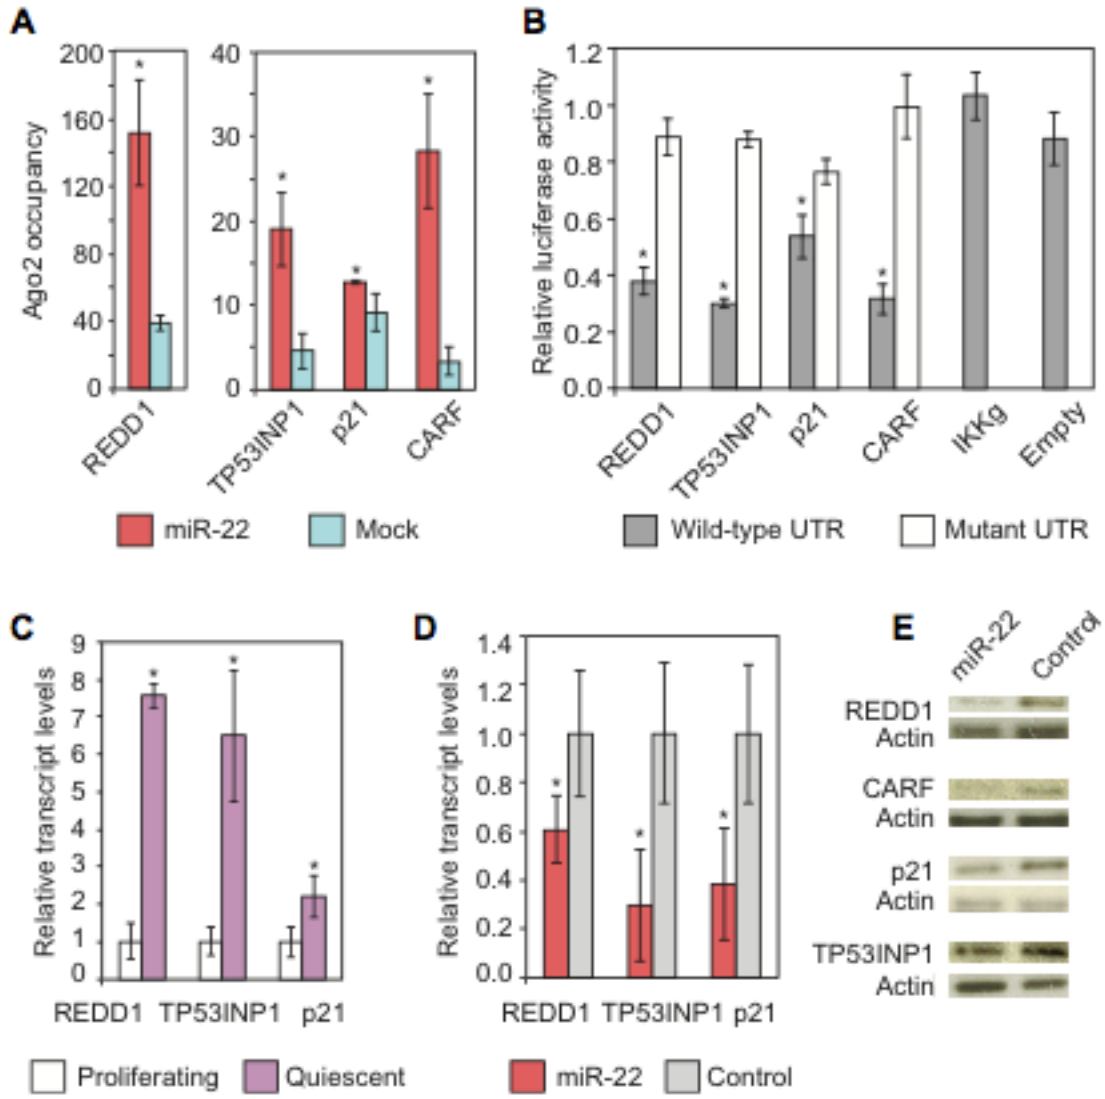 A
Ago2 occupancy
200
160
120
80
40
0
*
REDD1
40
30
20
10
0
*
*
*
TP53INP1
p21
CARF
miR-22
Mock
B
Relative luciferase activity
1.2
1.0
0.8
0.6
0.4
0.2
0.0
*
*
*
*
REDD1
TP53INP1
p21
CARF
IKKg
Empty
Wild-type UTR
Mutant UTR
C
Relative transcript levels
9
8
7
6
5
4
3
2
1
0
*
*
*
REDD1 TP53INP1 p21
Proliferating
Quiescent
D
Relative transcript levels
1.4
1.2
1.0
0.8
0.6
0.4
0.2
0.0
*
*
*
REDD1 TP53INP1 p21
miR-22
Control
E
miR-22
Control
REDD1
Actin
CARF
Actin
p21
Actin
TP53INP1
Actin